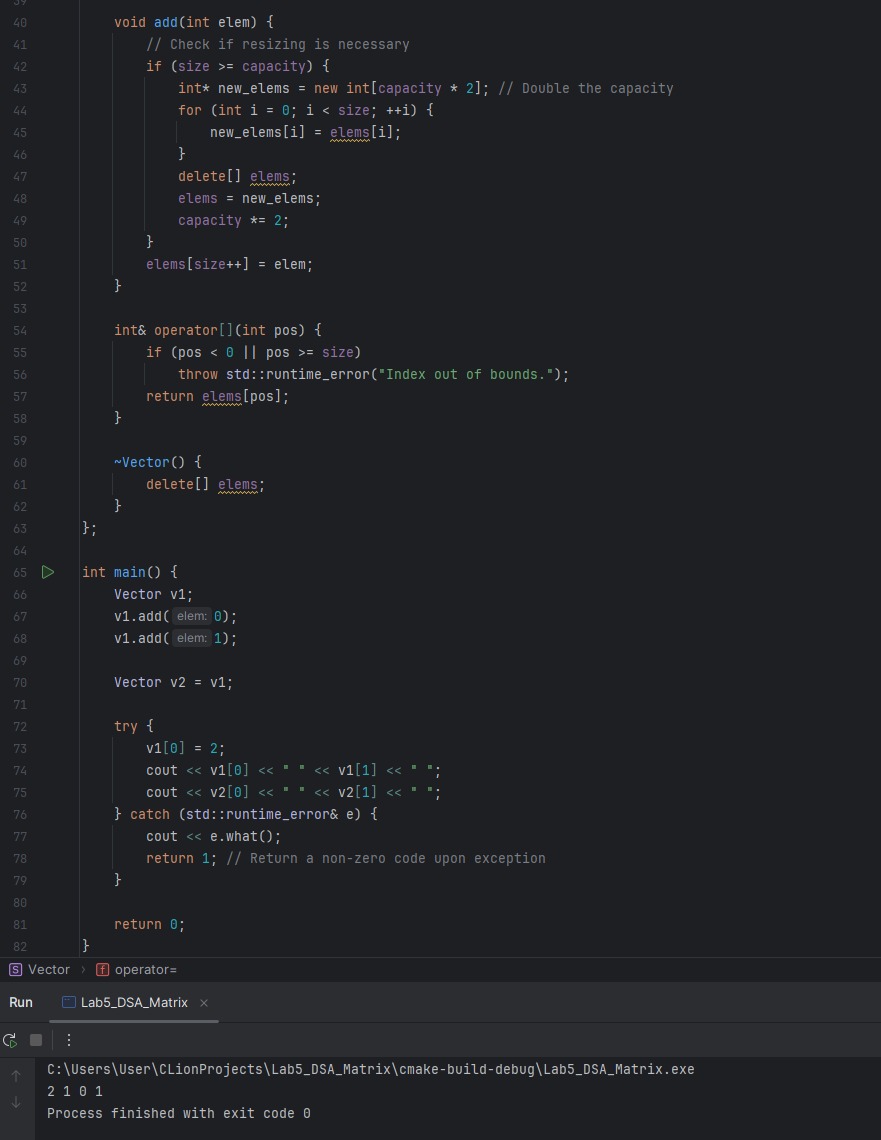 39
40 void add(int elem) {
41 // Check if resizing is necessary
42 if (size >= capacity) {
43 int* new_elems = new int[capacity * 2]; // Double the capacity
44 for (int i = 0; i < size; ++i) {
45 new_elems[i] = elems[i];
46 }
47 delete[] elems;
48 elems = new_elems;
49 capacity *= 2;
50 }
51 elems[size++] = elem;
52 }
53
54 int& operator[](int pos) {
55 if (pos < 0 || pos >= size)
56 throw std::runtime_error("Index out of bounds.");
57 return elems[pos];
58 }
59
60 ~Vector() {
61 delete[] elems;
62 }
63 };
64
65 int main() {
66 Vector v1;
67 v1.add( elem: 0);
68 v1.add( elem: 1);
69
70 Vector v2 = v1;
71
72 try {
73 v1[0] = 2;
74 cout << v1[0] << " " << v1[1] << " ";
75 cout << v2[0] << " " << v2[1] << " ";
76 } catch (std::runtime_error& e) {
77 cout << e.what();
78 return 1; // Return a non-zero code upon exception
79 }
80
81 return 0;
82 }
S Vector › f operator=
Run Lab5_DSA_Matrix ×
C:\Users\User\CLionProjects\Lab5_DSA_Matrix\cmake-build-debug\Lab5_DSA_Matrix.exe
2 1 0 1
Process finished with exit code 0